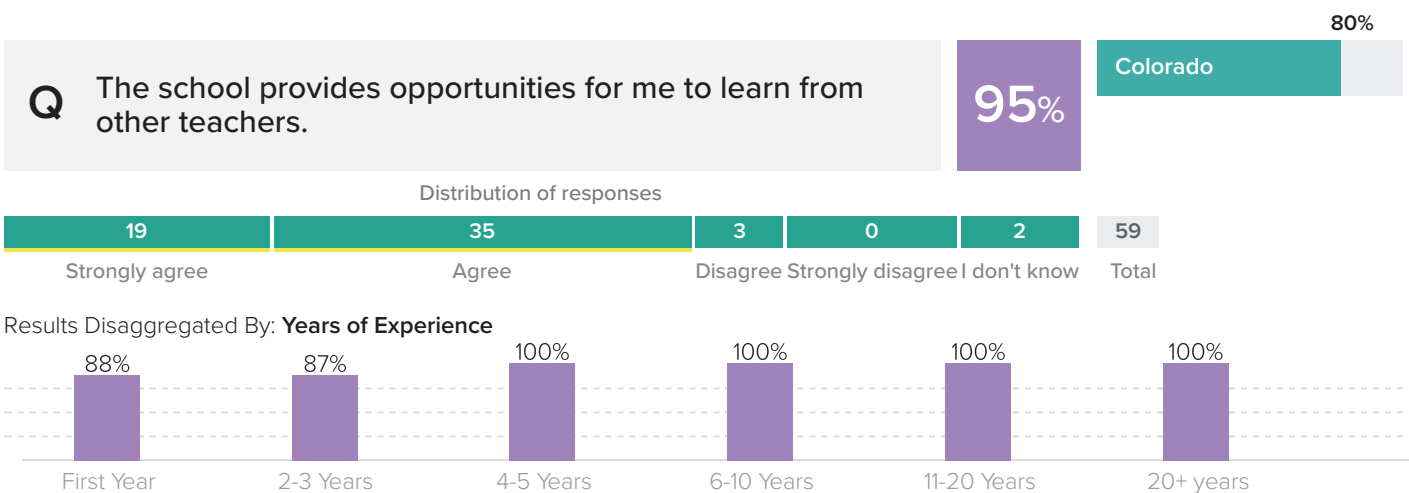 80%
Q
The school provides opportunities for me to learn from
other teachers.
95%
Colorado
Distribution of responses
19 35 3 0 2 59
Strongly agree Agree Disagree Strongly disagree I don't know Total
Results Disaggregated By: Years of Experience
88% 87% 100% 100% 100% 100%
First Year 2-3 Years 4-5 Years 6-10 Years 11-20 Years 20+ years